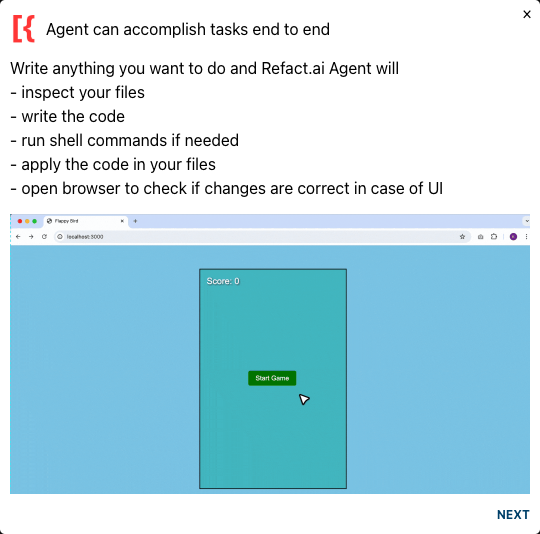 Agent can accomplish tasks end to end
Write anything you want to do and Refact.ai Agent will
- inspect your files
- write the code
- run shell commands if needed
- apply the code in your files
- open browser to check if changes are correct in case of UI
Flappy Bird
localhost:3000
Score: 0
Start Game
NEXT